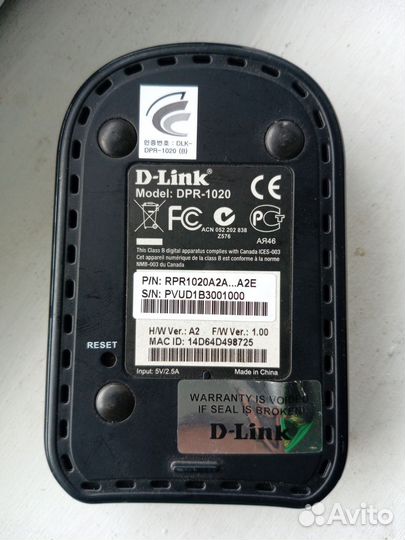 인증번호 : DLK-
DPR-1020 (B)
D-Link®
Model: DPR-1020
FC
CE
ACN 052 202 838
Z576
АЯ46
This Class B digital apparatus complies with Canada ICES-003
Cet appareil numérique de la class B est conforme à la norme
NMB-003 du Canada
P/N: RPR1020A2A...A2E
S/N: PVUD1B3001000
H/W Ver.: A2 F/W Ver.: 1.00
MAC ID: 14D64D498725
Input: 5V/2.5A Made in China
RESET
WARRANTY IS VOIDED
IF SEAL IS BROKEN
D-Link
Avito